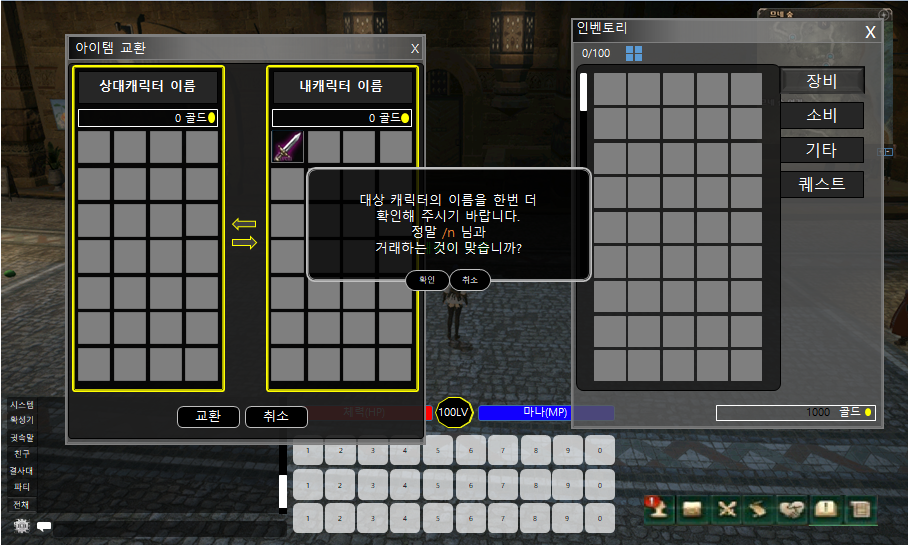 아이템 교환
X
상대캐릭터 이름
0 골드
내캐릭터 이름
0 골드
대상 캐릭터의 이름을 한번 더
확인해 주시기 바랍니다.
정말 /n 님과
거래하는 것이 맞습니까?
확인
취소
교환
취소
인벤토리
X
0/100
장비
소비
기타
퀘스트
1000 골드
시스템
확성기
귓속말
친구
결사대
파티
전체
체력(HP)
100LV
마나(MP)
1 2 3 4 5 6 7 8 9 0
1 2 3 4 5 6 7 8 9 0
1 2 3 4 5 6 7 8 9 0
1